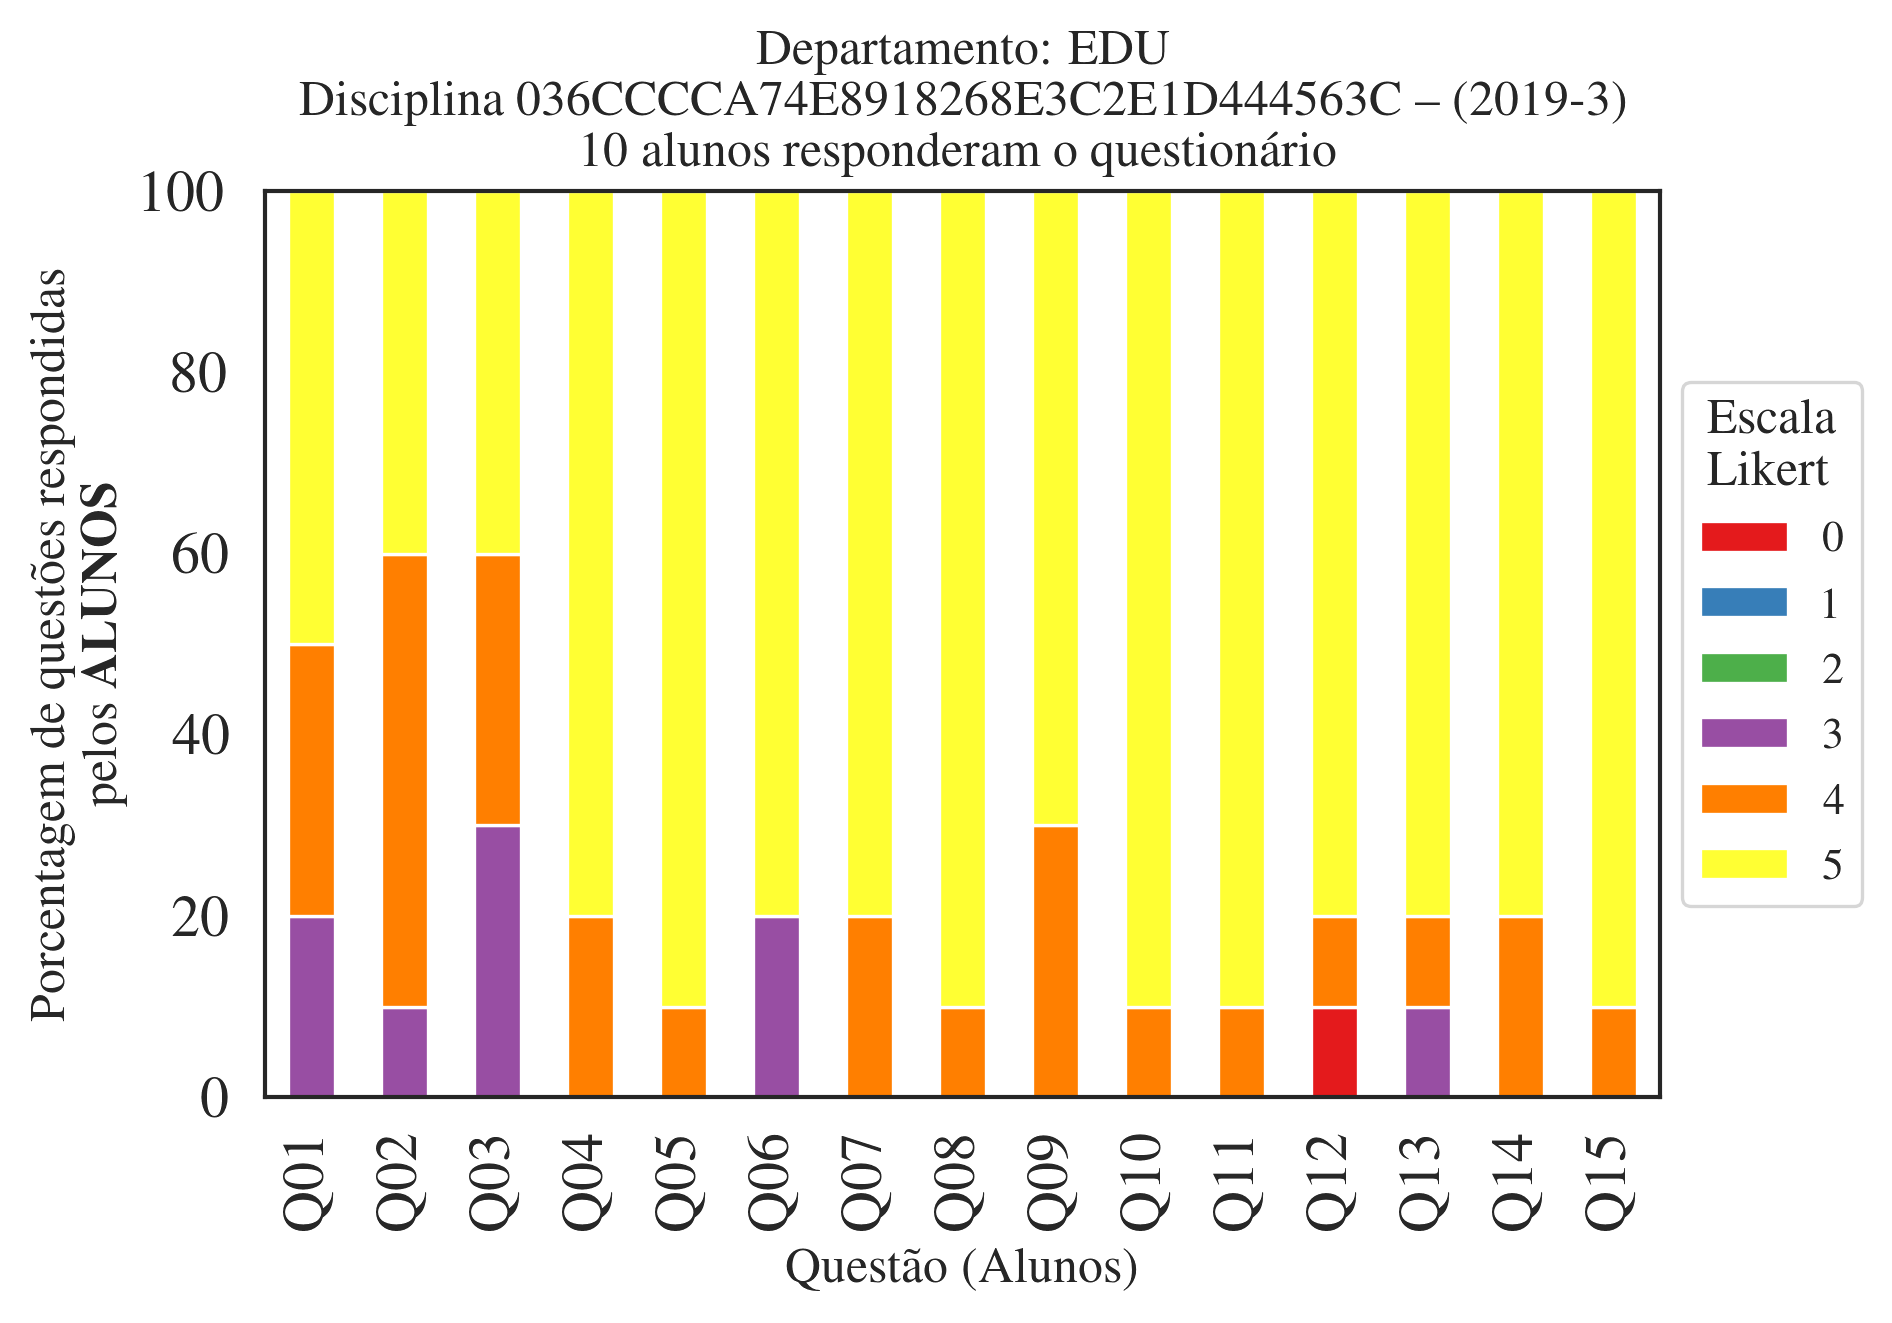 Departamento: EDU
Disciplina 036CCCCA74E8918268E3C2E1D444563C – (2019-3)
10 alunos responderam o questionário
Porcentagem de questões respondidas
pelos ALUNOS
100
80
60
40
20
0
Q01
Q02
Q03
Q04
Q05
Q06
Q07
Q08
Q09
Q10
Q11
Q12
Q13
Q14
Q15
Questão (Alunos)
Escala
Likert
0
1
2
3
4
5